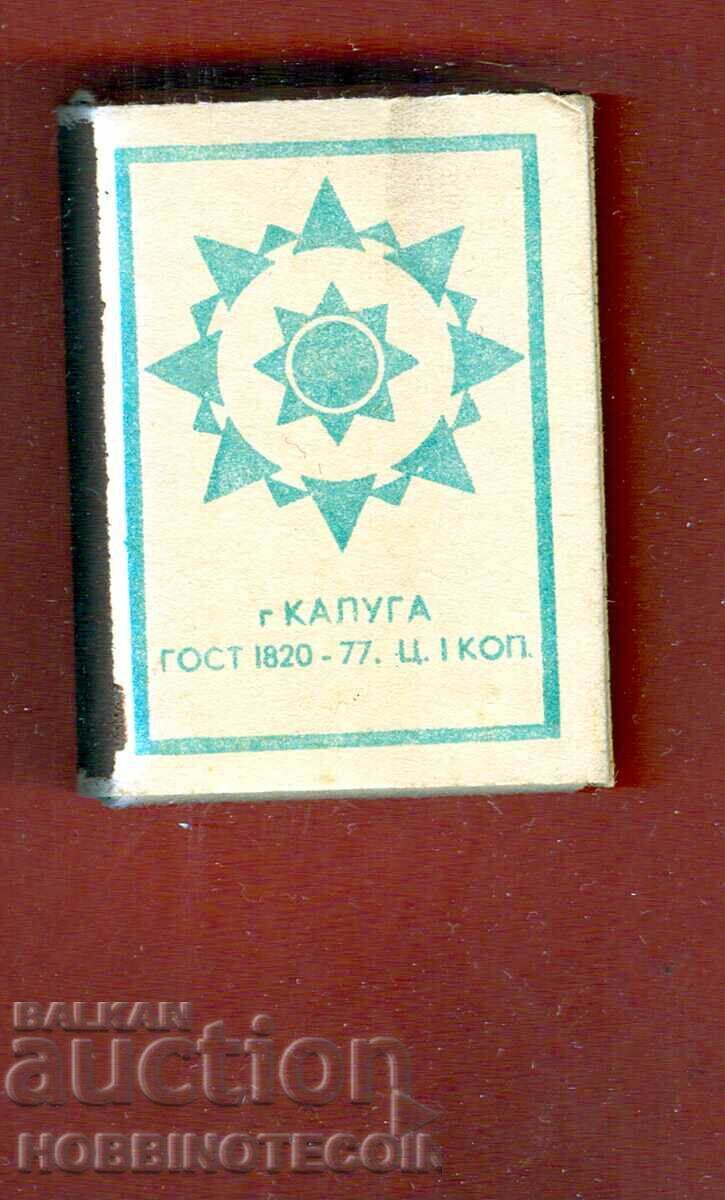 г КАЛУГА
ГОСТ 1820-77. Ц. 1 КОП.
BALKAN
auction
HOBBINOTECOIN